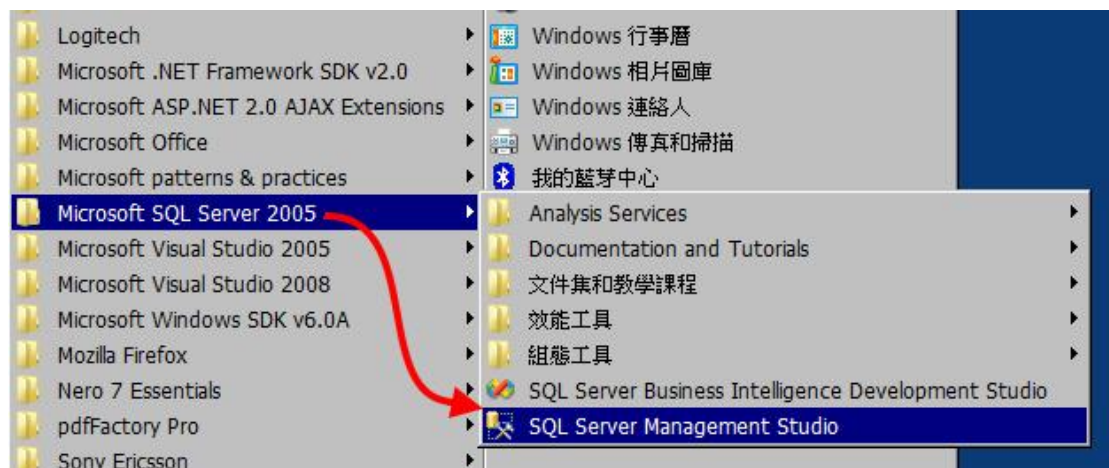 Logitech
Microsoft .NET Framework SDK v2.0
Microsoft ASP.NET 2.0 AJAX Extensions
Microsoft Office
Microsoft patterns & practices
Microsoft SQL Server 2005
Microsoft Visual Studio 2005
Microsoft Visual Studio 2008
Microsoft Windows SDK v6.0A
Mozilla Firefox
Nero 7 Essentials
pdfFactory Pro
Sony Ericsson
Windows 行事曆
Windows 相片圖庫
Windows 連絡人
Windows 傳真和掃描
我的藍芽中心
Analysis Services
Documentation and Tutorials
文件集和教學課程
效能工具
組態工具
SQL Server Business Intelligence Development Studio
SQL Server Management Studio